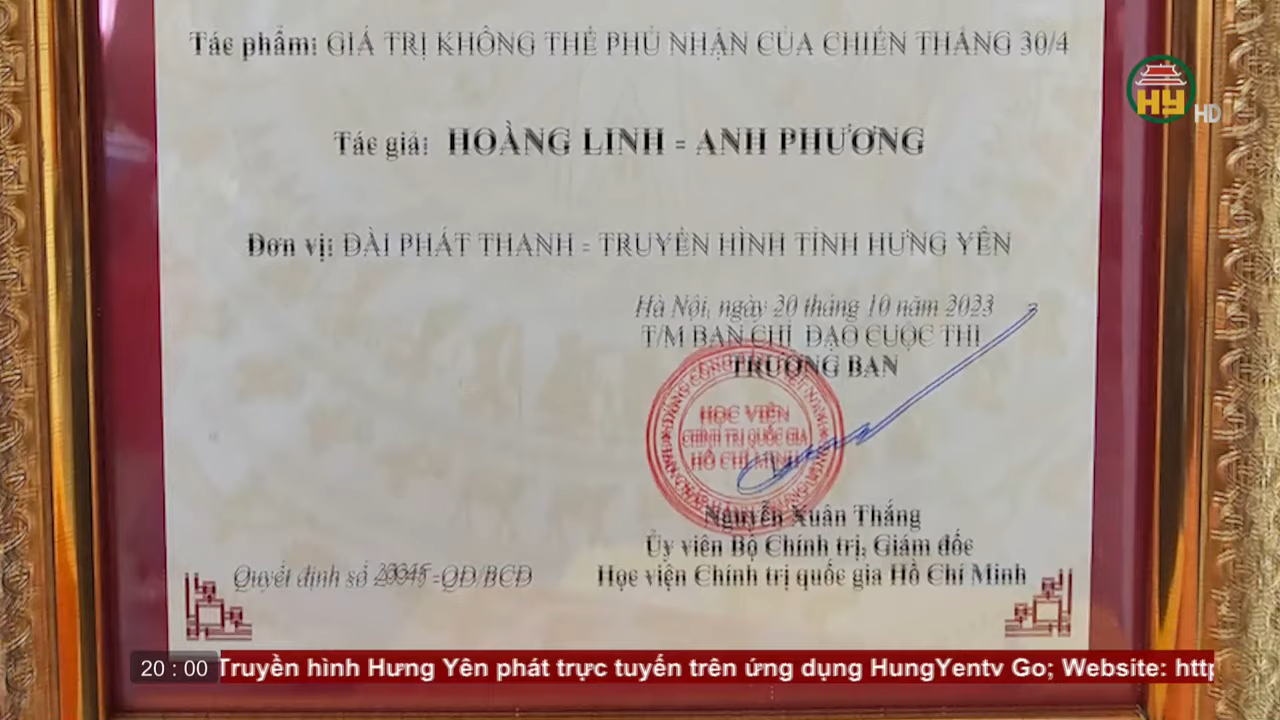 Tác phẩm: GIÁ TRỊ KHÔNG THỂ PHỦ NHẬN CỦA CHIẾN THẮNG 30/4
HY HD
Tác giả: HOÀNG LINH - ANH PHƯƠNG
Đơn vị: ĐÀI PHÁT THANH - TRUYỀN HÌNH TỈNH HƯNG YÊN
Hà Nội, ngày 20 tháng 10 năm 2023
T/M BAN CHỈ ĐẠO CUỘC THI
TRƯỞNG BAN
HỌC VIỆN
CHÍNH TRỊ QUỐC GIA
HỒ CHÍ MINH
Nguyễn Xuân Thắng
Ủy viên Bộ Chính trị, Giám đốc
Học viện Chính trị quốc gia Hồ Chí Minh
Quyết định số -QĐ/BCĐ
20 : 00 Truyền hình Hưng Yên phát trực tuyến trên ứng dụng HungYentv Go; Website: http